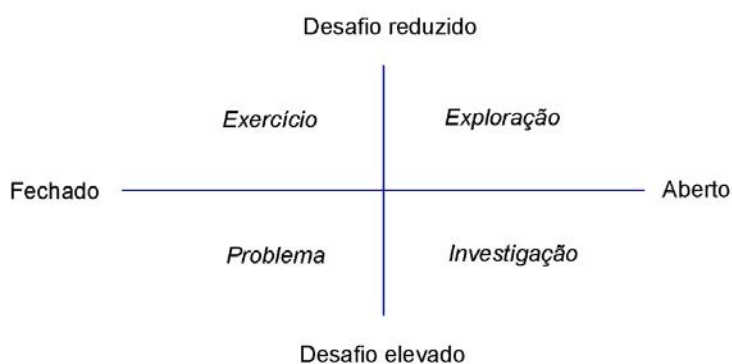 Desafio reduzido
Exercício
Exploração
Fechado
Aberto
Problema
Investigação
Desafio elevado